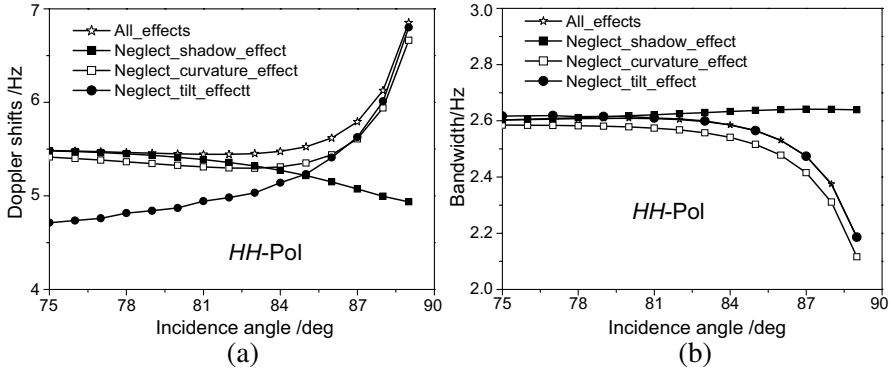 7
6
5
4
Doppler shifts /Hz
All_effects
Neglect_shadow_effect
Neglect_curvature_effect
Neglect_tilt_effectt
HH-Pol
75 78 81 84 87 90
Incidence angle /deg
(a)
3.0
2.8
2.6
2.4
2.2
2.0
Bandwidth/Hz
All_effects
Neglect_shadow_effect
Neglect_curvature_effect
Neglect_tilt_effect
HH-Pol
75 78 81 84 87 90
Incidence angle /deg
(b)